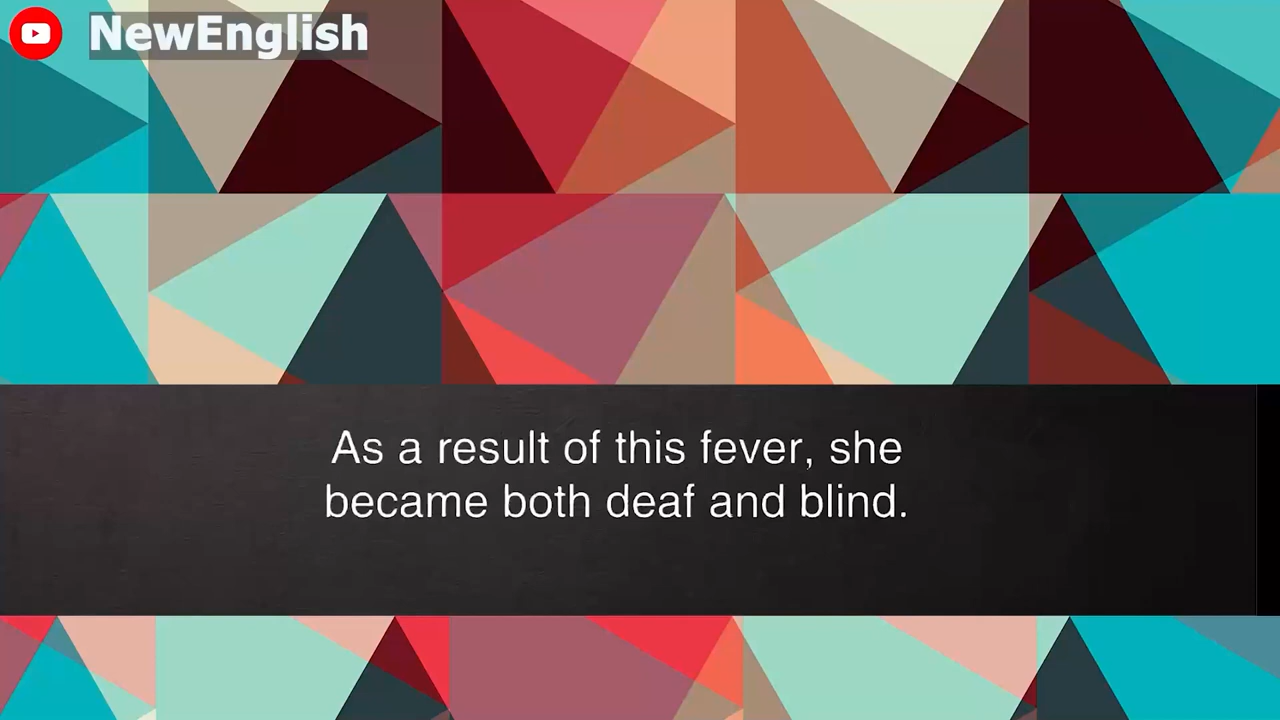 NewEnglish
As a result of this fever, she
became both deaf and blind.